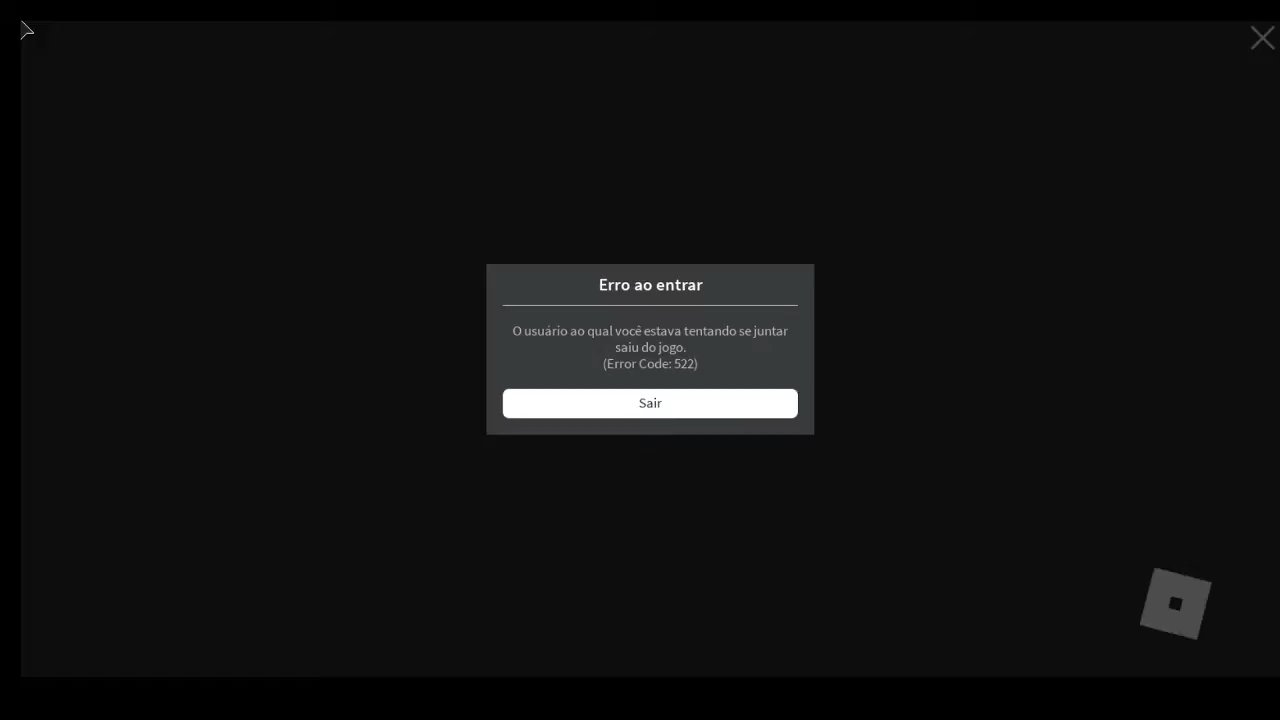 Erro ao entrar
O usuário ao qual você estava tentando se juntar
saiu do jogo.
(Error Code: 522)
Sair